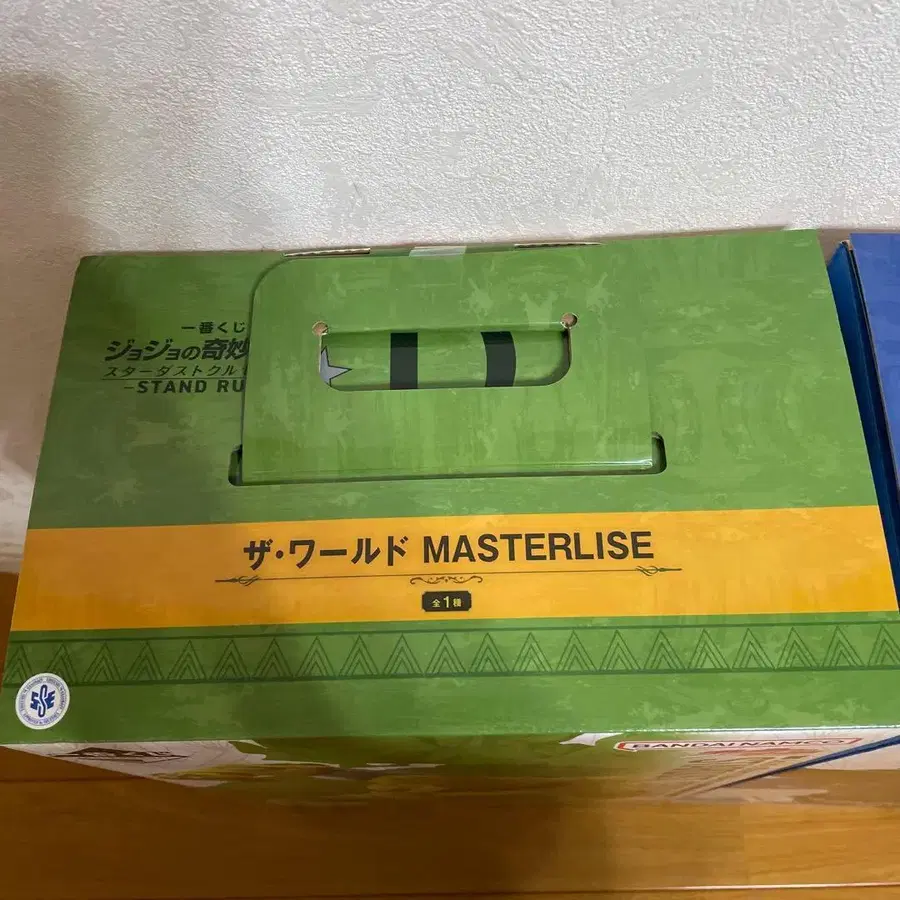 一番くじ
ジョジョの奇妙
スターダストクル
-STAND RU
ザ・ワールド MASTERLISE
全1種
BANDAI NAMCO